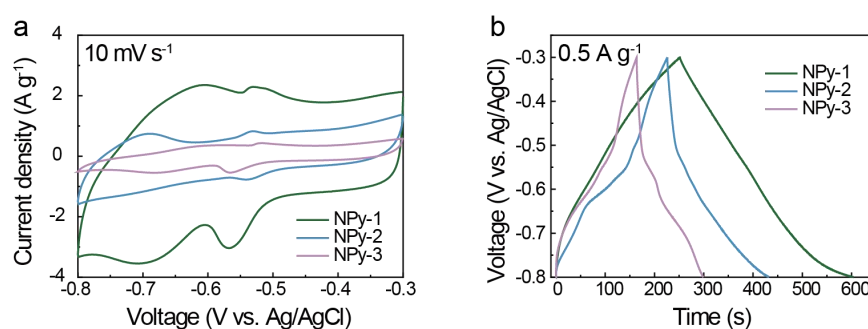 a
10 mV s⁻¹
Current density (A g⁻¹)
4
2
0
-2
-4
NPy-1
NPy-2
NPy-3
-0.8 -0.7 -0.6 -0.5 -0.4 -0.3
Voltage (V vs. Ag/AgCl)
b
0.5 A g⁻¹
Voltage (V vs. Ag/AgCl)
-0.3
-0.4
-0.5
-0.6
-0.7
-0.8
NPy-1
NPy-2
NPy-3
0 100 200 300 400 500 600
Time (s)